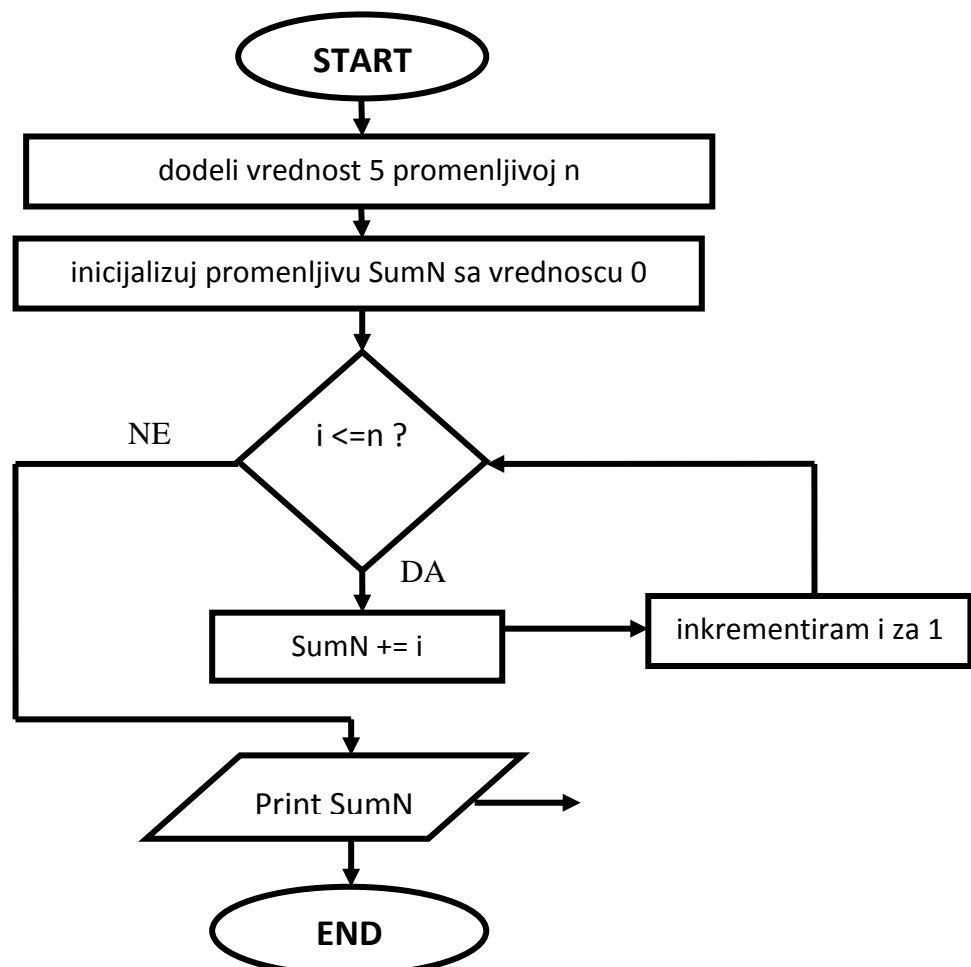 START
dodeli vrednost 5 promenljivoj n
inicijalizuj promenljivu SumN sa vrednoscu 0
i <=n ?
NE
DA
SumN += i
inkrementiram i za 1
Print SumN
END